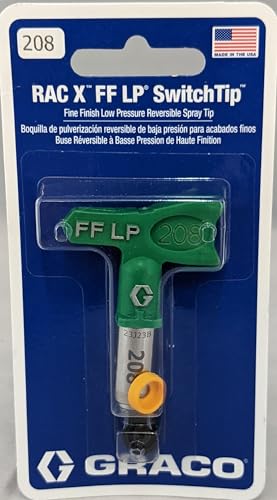 208
MADE IN THE USA
RAC X™ FF LP® SwitchTip™
Fine Finish Low Pressure Reversible Spray Tip
Boquilla de pulverización reversible de baja presión para acabados finos
Buse Réversible à Basse Pression de Haute Finition
FF LP 208
G
23J23B
208
G GRACO